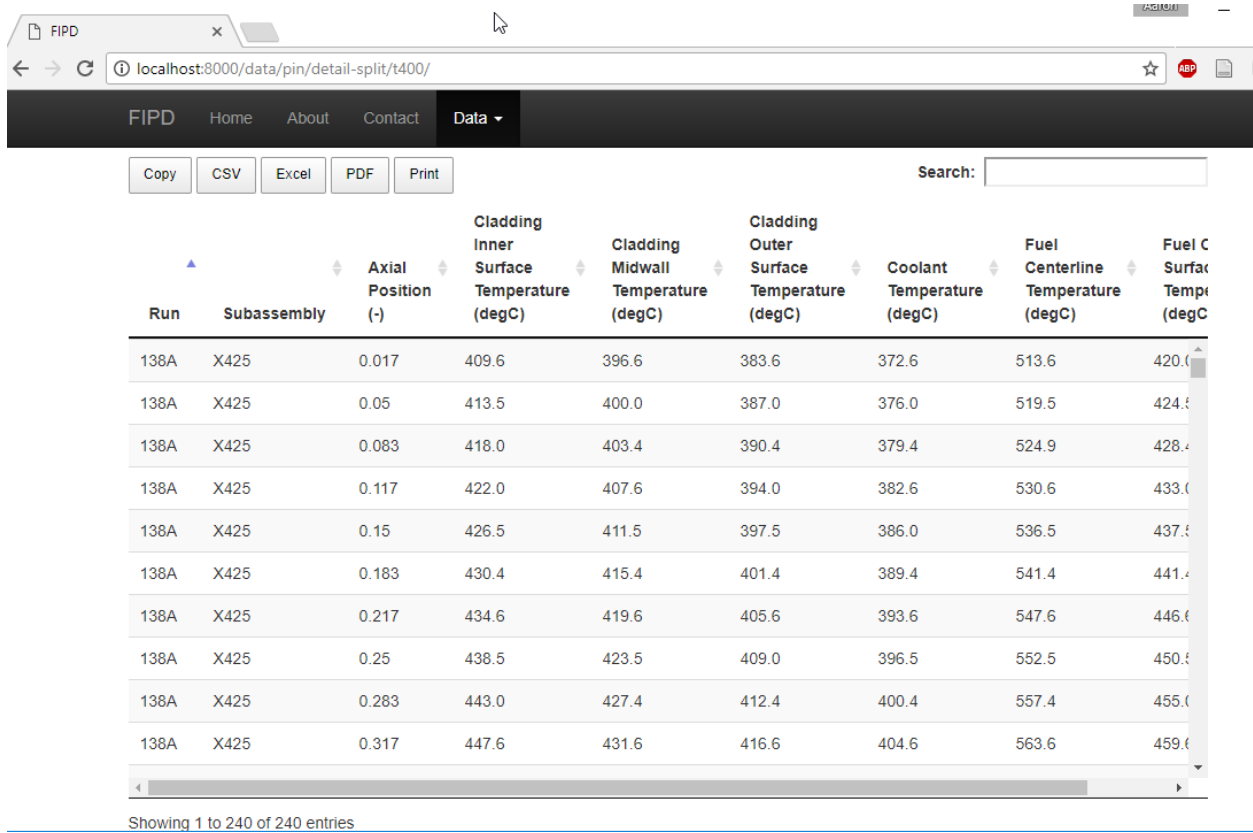 Aaron
FIPD
localhost:8000/data/pin/detail-split/t400/
ABP
FIPD Home About Contact Data
Copy CSV Excel PDF Print Search:
Cladding Cladding
Inner Cladding Outer Fuel Fuel
Axial Surface Midwall Surface Coolant Centerline
Position Temperature Temperature Temperature Temperature Temperature
Run Subassembly (-) (degC) (degC) (degC) (degC) (degC)
138A X425 0.017 409.6 396.6 383.6 372.6 513.6
138A X425 0.05 413.5 400.0 387.0 376.0 519.5
138A X425 0.083 418.0 403.4 390.4 379.4 524.9
138A X425 0.117 422.0 407.6 394.0 382.6 530.6
138A X425 0.15 426.5 411.5 397.5 386.0 536.5
138A X425 0.183 430.4 415.4 401.4 389.4 541.4
138A X425 0.217 434.6 419.6 405.6 393.6 547.6
138A X425 0.25 438.5 423.5 409.0 396.5 552.5
138A X425 0.283 443.0 427.4 412.4 400.4 557.4
138A X425 0.317 447.6 431.6 416.6 404.6 563.6
Showing 1 to 240 of 240 entries